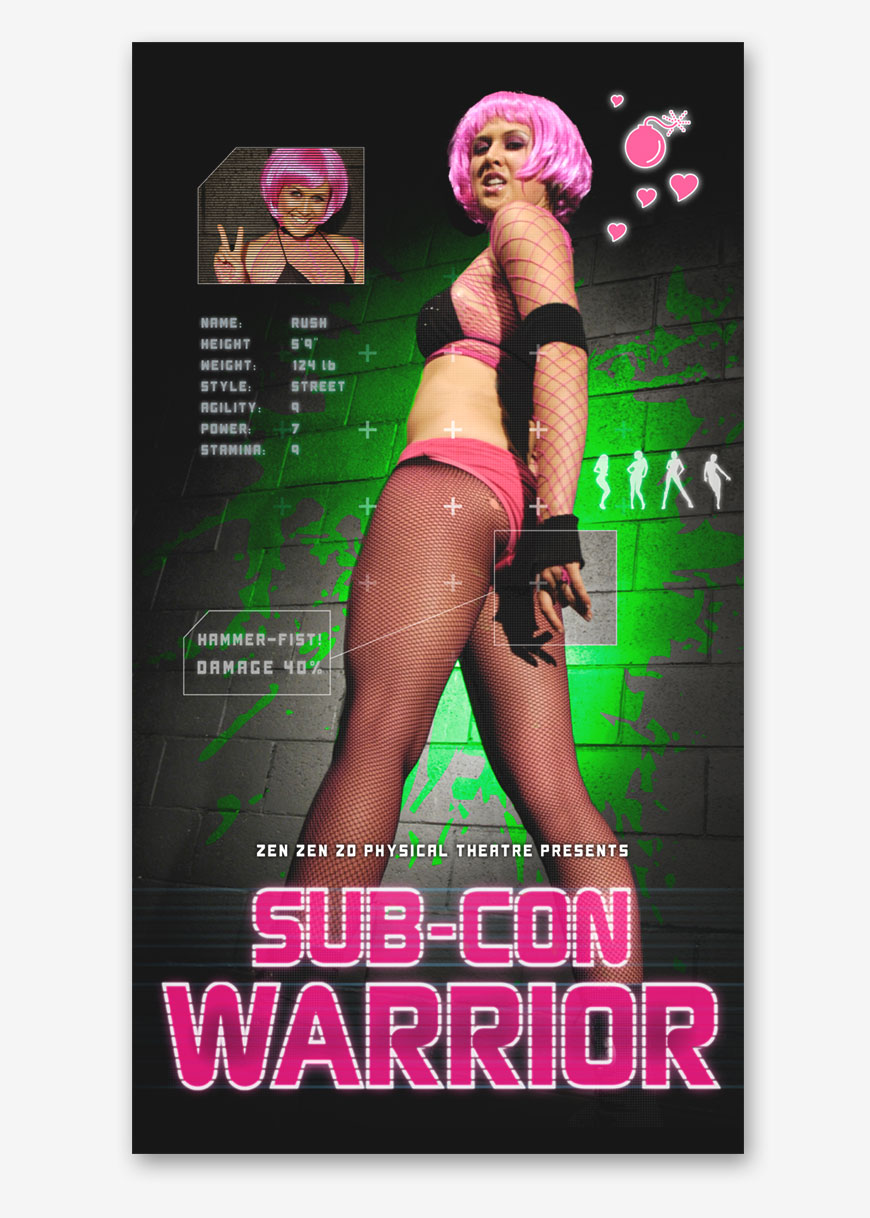 NAME: RUSH
HEIGHT 5'9"
WEIGHT: 124 lb
STYLE: STREET
AGILITY: 9
POWER: 7
STAMINA: 9
HAMMER-FIST!
DAMAGE 40%
ZEN ZEN ZO PHYSICAL THEATRE PRESENTS
SUB-CON
WARRIOR